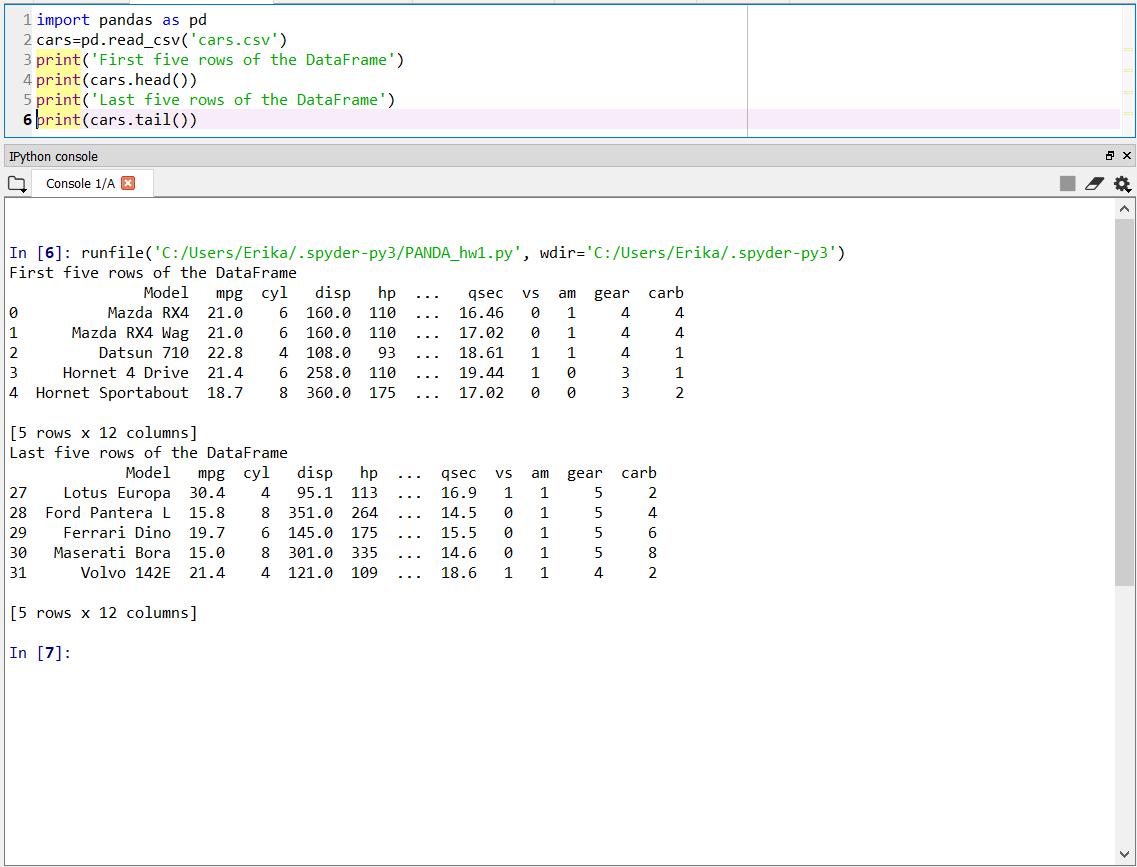 1 import pandas as pd
2 cars=pd.read_csv('cars.csv')
3 print('First five rows of the DataFrame')
4 print(cars.head())
5 print('Last five rows of the DataFrame')
6 print(cars.tail())
IPython console
Console 1/A
In [6]: runfile('C:/Users/Erika/.spyder-py3/PANDA_hw1.py', wdir='C:/Users/Erika/.spyder-py3')
First five rows of the DataFrame
               Model   mpg  cyl   disp   hp  ...   qsec  vs  am  gear  carb
0          Mazda RX4  21.0    6  160.0  110  ...  16.46   0   1     4     4
1      Mazda RX4 Wag  21.0    6  160.0  110  ...  17.02   0   1     4     4
2         Datsun 710  22.8    4  108.0   93  ...  18.61   1   1     4     1
3     Hornet 4 Drive  21.4    6  258.0  110  ...  19.44   1   0     3     1
4  Hornet Sportabout  18.7    8  360.0  175  ...  17.02   0   0     3     2
[5 rows x 12 columns]
Last five rows of the DataFrame
             Model   mpg  cyl   disp   hp  ...  qsec  vs  am  gear  carb
27    Lotus Europa  30.4    4   95.1  113  ...  16.9   1   1     5     2
28  Ford Pantera L  15.8    8  351.0  264  ...  14.5   0   1     5     4
29    Ferrari Dino  19.7    6  145.0  175  ...  15.5   0   1     5     6
30   Maserati Bora  15.0    8  301.0  335  ...  14.6   0   1     5     8
31      Volvo 142E  21.4    4  121.0  109  ...  18.6   1   1     4     2
[5 rows x 12 columns]
In [7]: